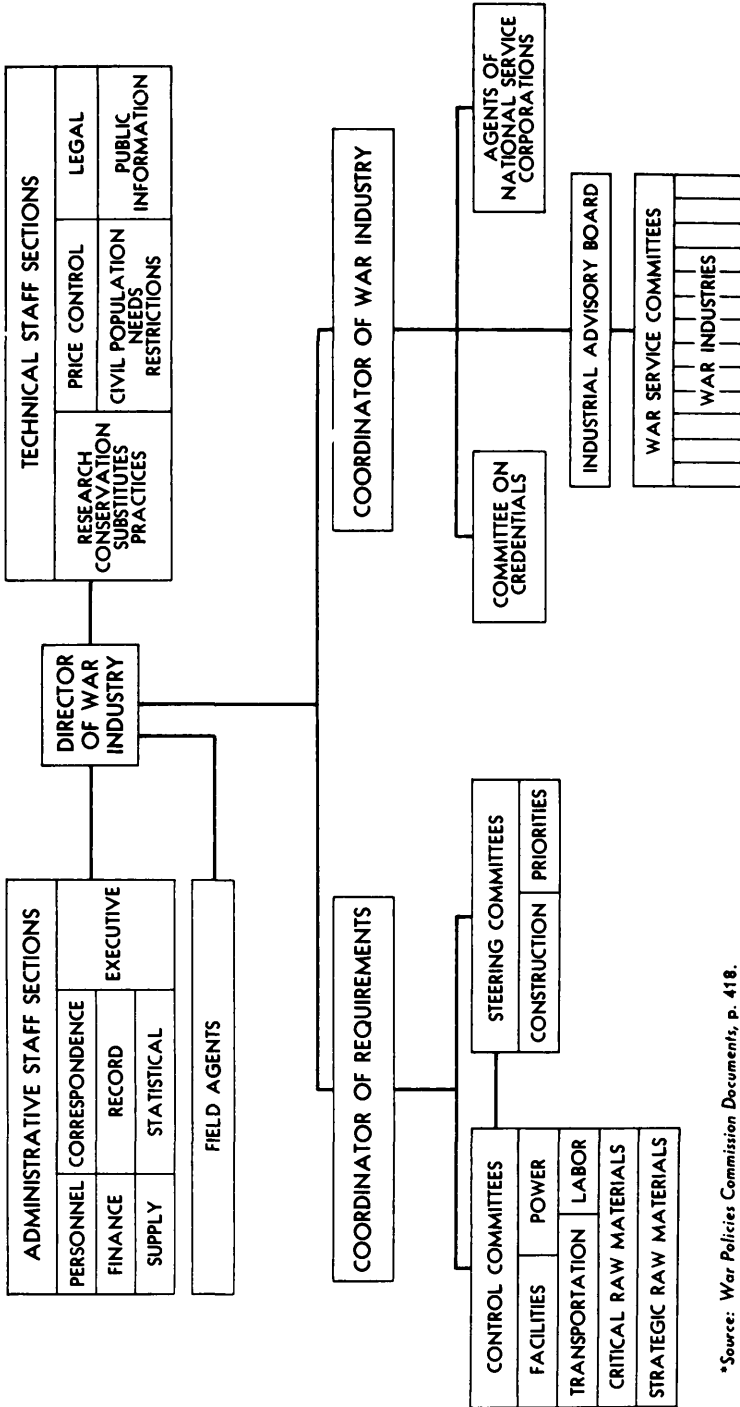 ADMINISTRATIVE STAFF SECTIONS
PERSONNEL
CORRESPONDENCE
EXECUTIVE
FINANCE
RECORD
SUPPLY
STATISTICAL
FIELD AGENTS
DIRECTOR
OF WAR
INDUSTRY
TECHNICAL STAFF SECTIONS
RESEARCH
CONSERVATION
SUBSTITUTES
PRACTICES
PRICE CONTROL
LEGAL
CIVIL POPULATION
NEEDS
RESTRICTIONS
PUBLIC
INFORMATION
COORDINATOR OF REQUIREMENTS
CONTROL COMMITTEES
FACILITIES
POWER
TRANSPORTATION
LABOR
CRITICAL RAW MATERIALS
STRATEGIC RAW MATERIALS
STEERING COMMITTEES
CONSTRUCTION
PRIORITIES
COORDINATOR OF WAR INDUSTRY
COMMITTEE ON
CREDENTIALS
AGENTS OF
NATIONAL SERVICE
CORPORATIONS
INDUSTRIAL ADVISORY BOARD
WAR SERVICE COMMITTEES
WAR INDUSTRIES
*Source: War Policies Commission Documents, p. 418.